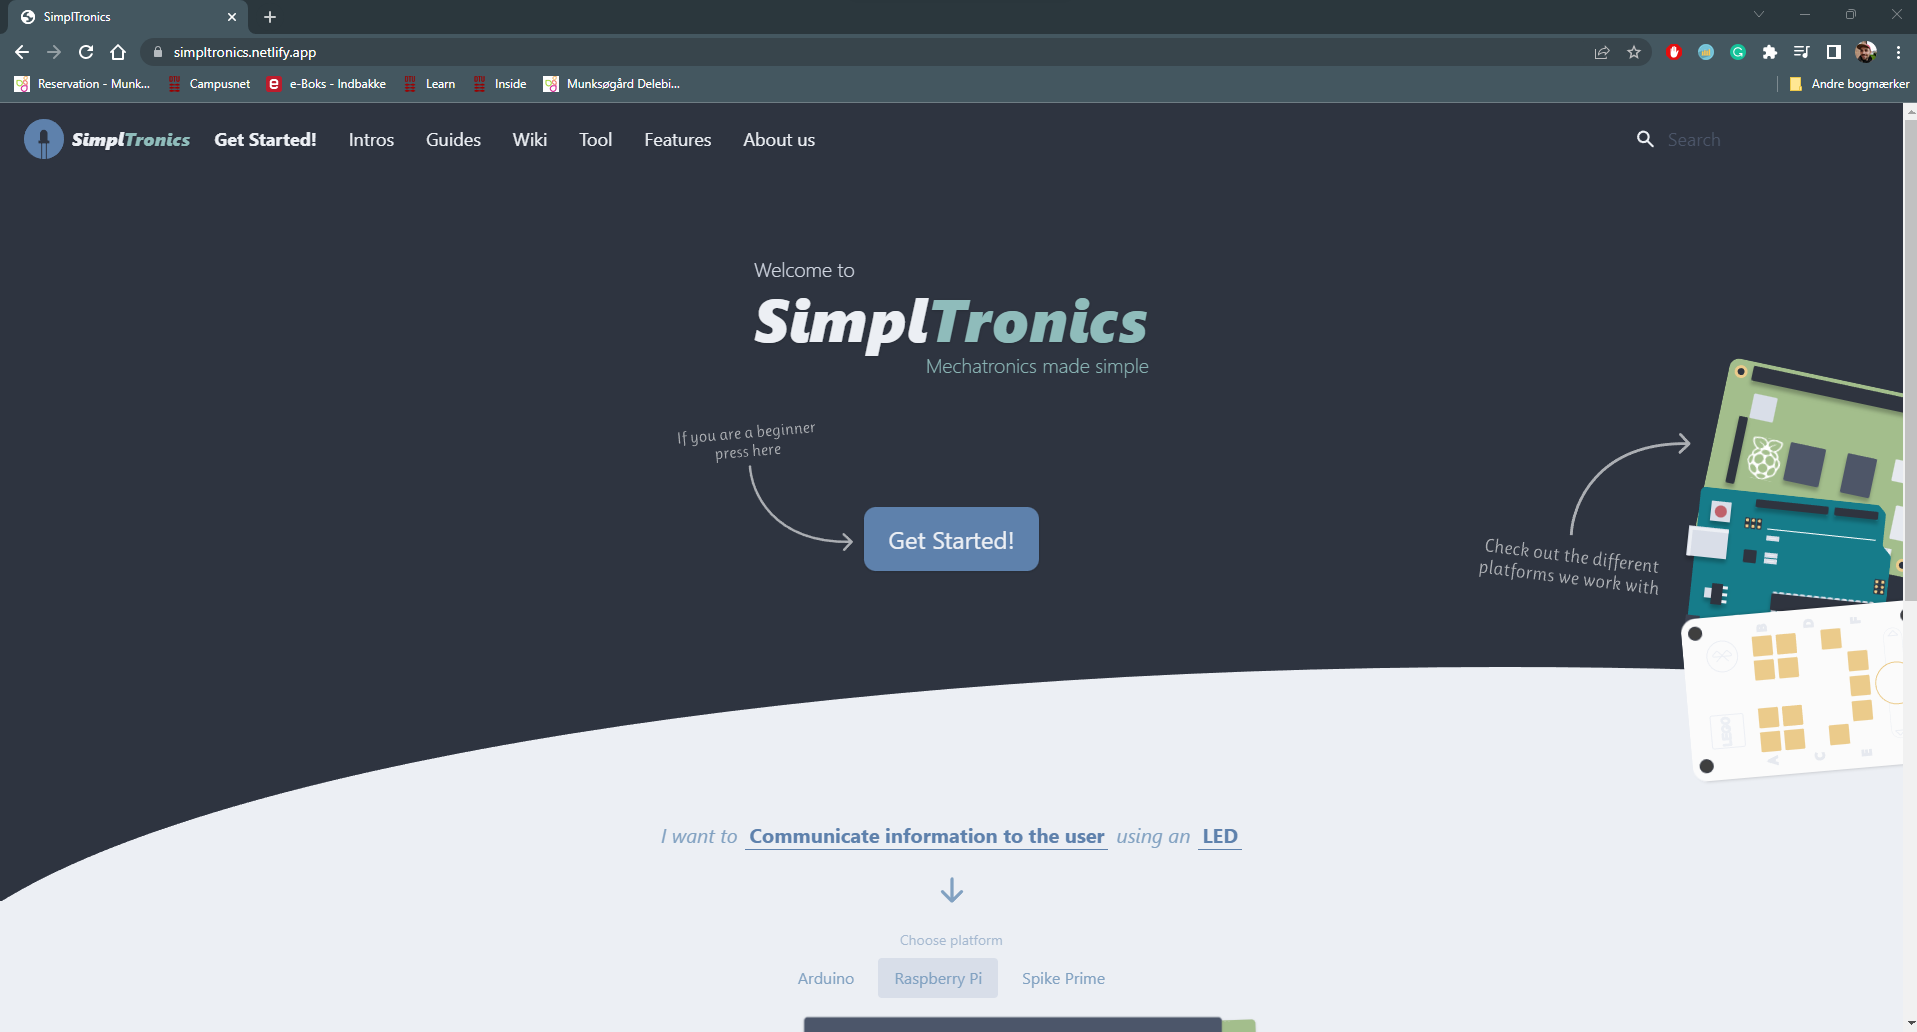 SimplTronics
simpltronics.netlify.app
Reservation - Munk... Campusnet e-Boks - Indbakke Learn Inside Munksøgård Delebi... Andre bogmærker
SimplTronics Get Started! Intros Guides Wiki Tool Features About us Search
Welcome to
SimplTronics
Mechatronics made simple
If you are a beginner
press here
Get Started!
Check out the different
platforms we work with
B D F
LEGO
A C E
I want to Communicate information to the user using an LED
Choose platform
Arduino Raspberry Pi Spike Prime